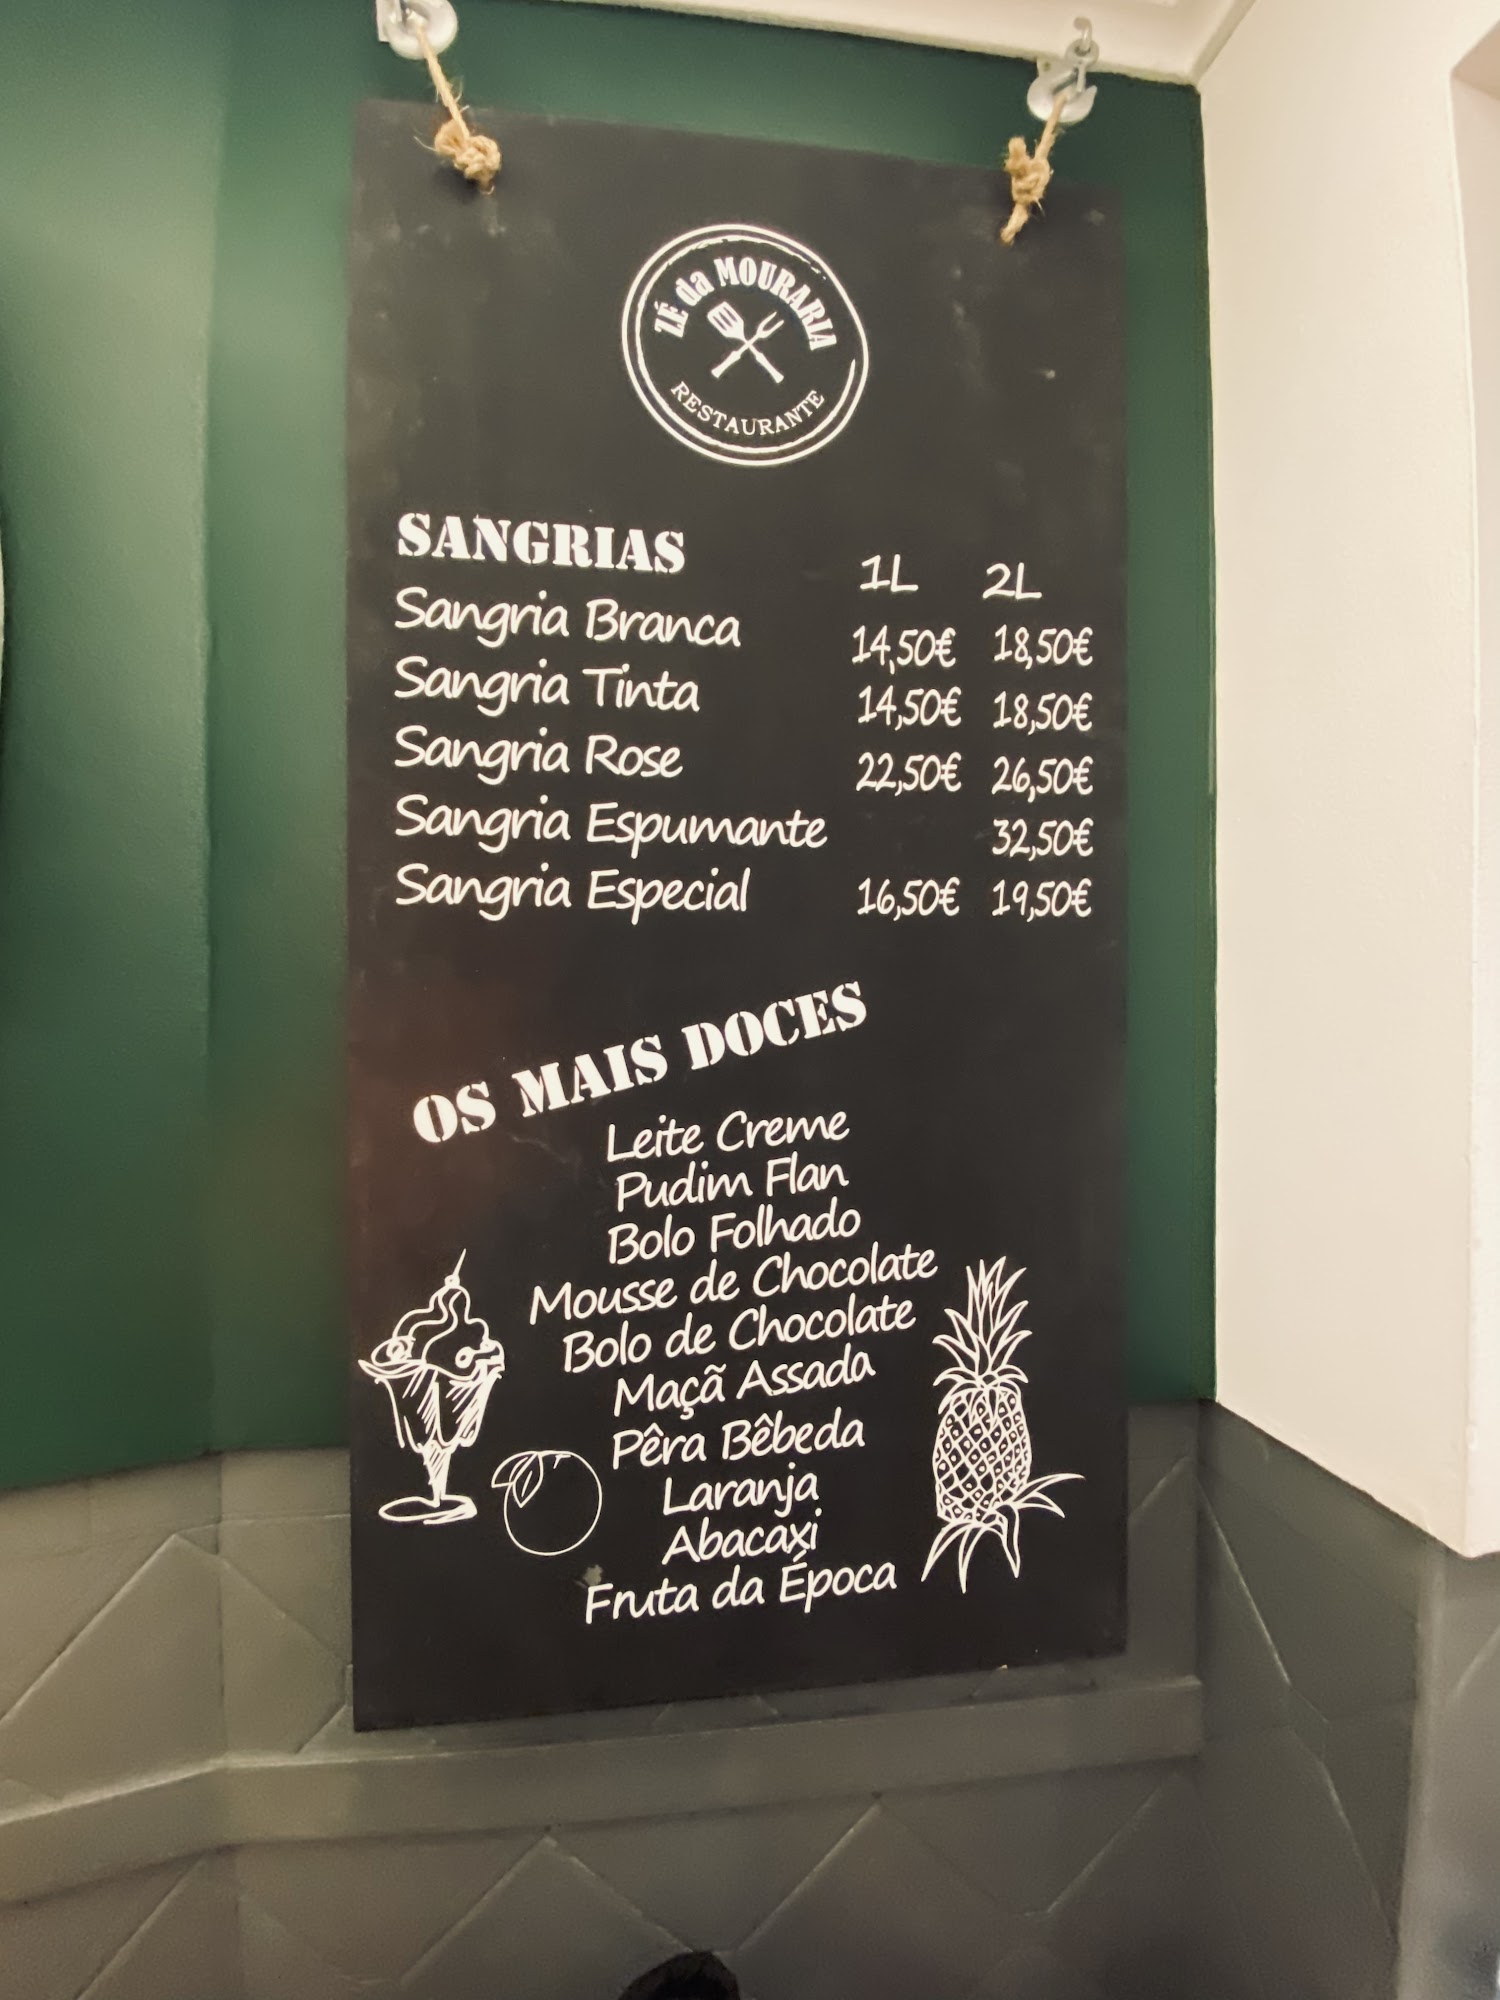 ZÉ da MOURARIA
RESTAURANTE
SANGRIAS 1L 2L
Sangria Branca 14,50€ 18,50€
Sangria Tinta 14,50€ 18,50€
Sangria Rose 22,50€ 26,50€
Sangria Espumante 32,50€
Sangria Especial 16,50€ 19,50€
OS MAIS DOCES
Leite Creme
Pudim Flan
Bolo Folhado
Mousse de Chocolate
Bolo de Chocolate
Maçã Assada
Pêra Bêbeda
Laranja
Abacaxi
Fruta da Época